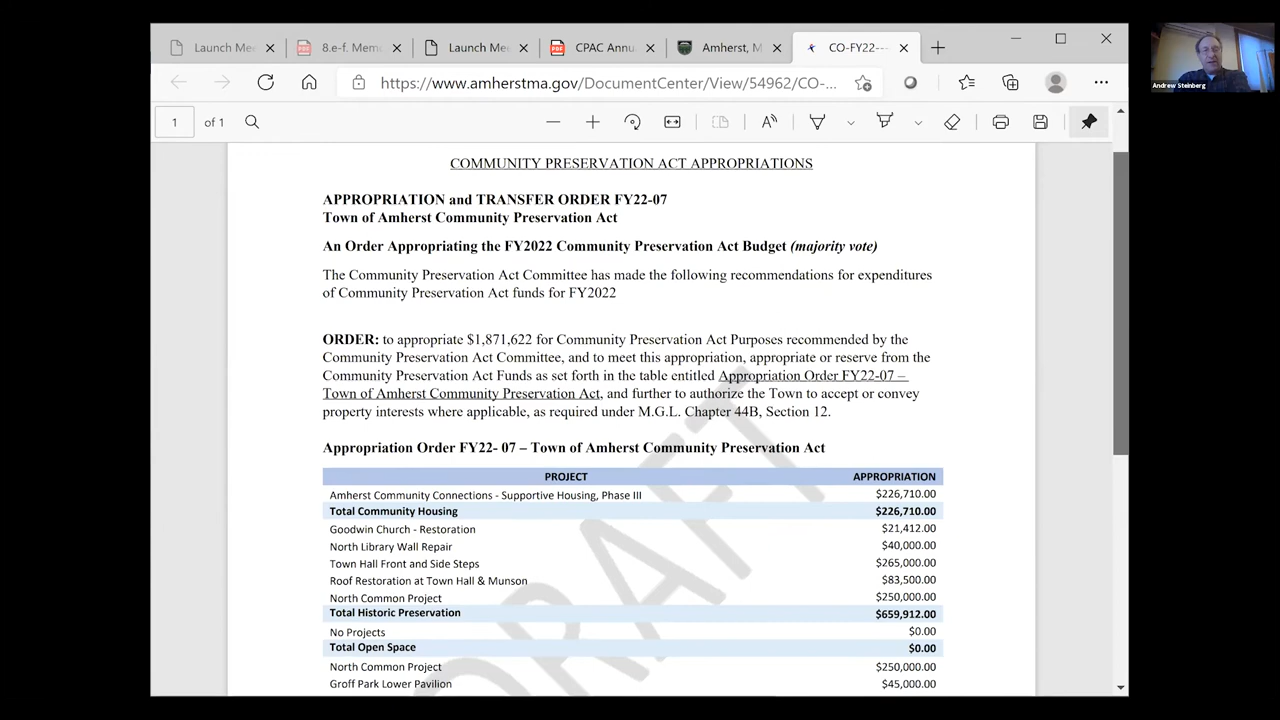 Launch Mee
8.e-f. Memo
Launch Mee
CPAC Annu
Amherst, M
CO-FY22---
https://www.amherstma.gov/DocumentCenter/View/54962/CO-...
1 of 1
Andrew Steinberg
COMMUNITY PRESERVATION ACT APPROPRIATIONS
APPROPRIATION and TRANSFER ORDER FY22-07
Town of Amherst Community Preservation Act
An Order Appropriating the FY2022 Community Preservation Act Budget (majority vote)
The Community Preservation Act Committee has made the following recommendations for expenditures
of Community Preservation Act funds for FY2022
ORDER: to appropriate $1,871,622 for Community Preservation Act Purposes recommended by the
Community Preservation Act Committee, and to meet this appropriation, appropriate or reserve from the
Community Preservation Act Funds as set forth in the table entitled Appropriation Order FY22-07 –
Town of Amherst Community Preservation Act, and further to authorize the Town to accept or convey
property interests where applicable, as required under M.G.L. Chapter 44B, Section 12.
Appropriation Order FY22- 07 – Town of Amherst Community Preservation Act
PROJECT APPROPRIATION
Amherst Community Connections - Supportive Housing, Phase III $226,710.00
Total Community Housing $226,710.00
Goodwin Church - Restoration $21,412.00
North Library Wall Repair $40,000.00
Town Hall Front and Side Steps $265,000.00
Roof Restoration at Town Hall & Munson $83,500.00
North Common Project $250,000.00
Total Historic Preservation $659,912.00
No Projects $0.00
Total Open Space $0.00
North Common Project $250,000.00
Groff Park Lower Pavilion $45,000.00
DRAFT